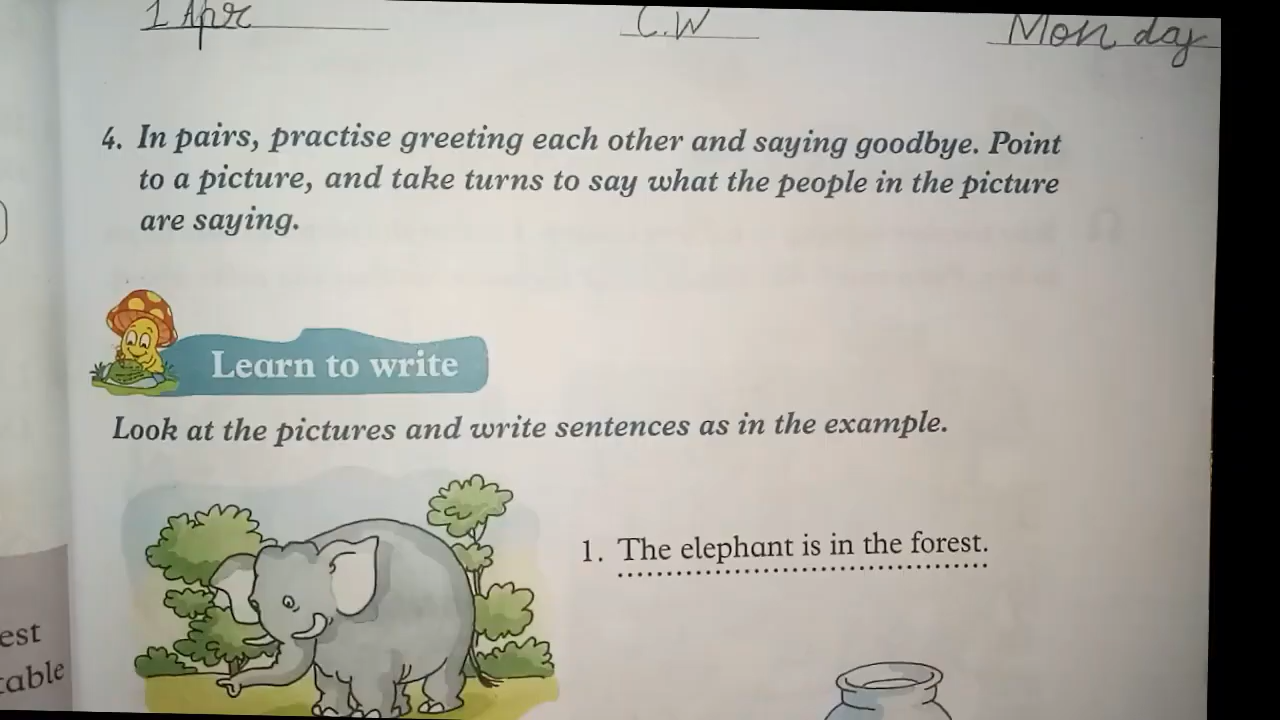 1 Apr C.W Monday
4. In pairs, practise greeting each other and saying goodbye. Point
to a picture, and take turns to say what the people in the picture
are saying.
Learn to write
Look at the pictures and write sentences as in the example.
1. The elephant is in the forest.
est
table